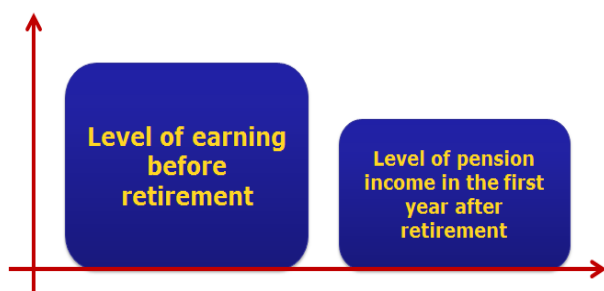 Level of earning
before
retirement
Level of pension
income in the first
year after
retirement